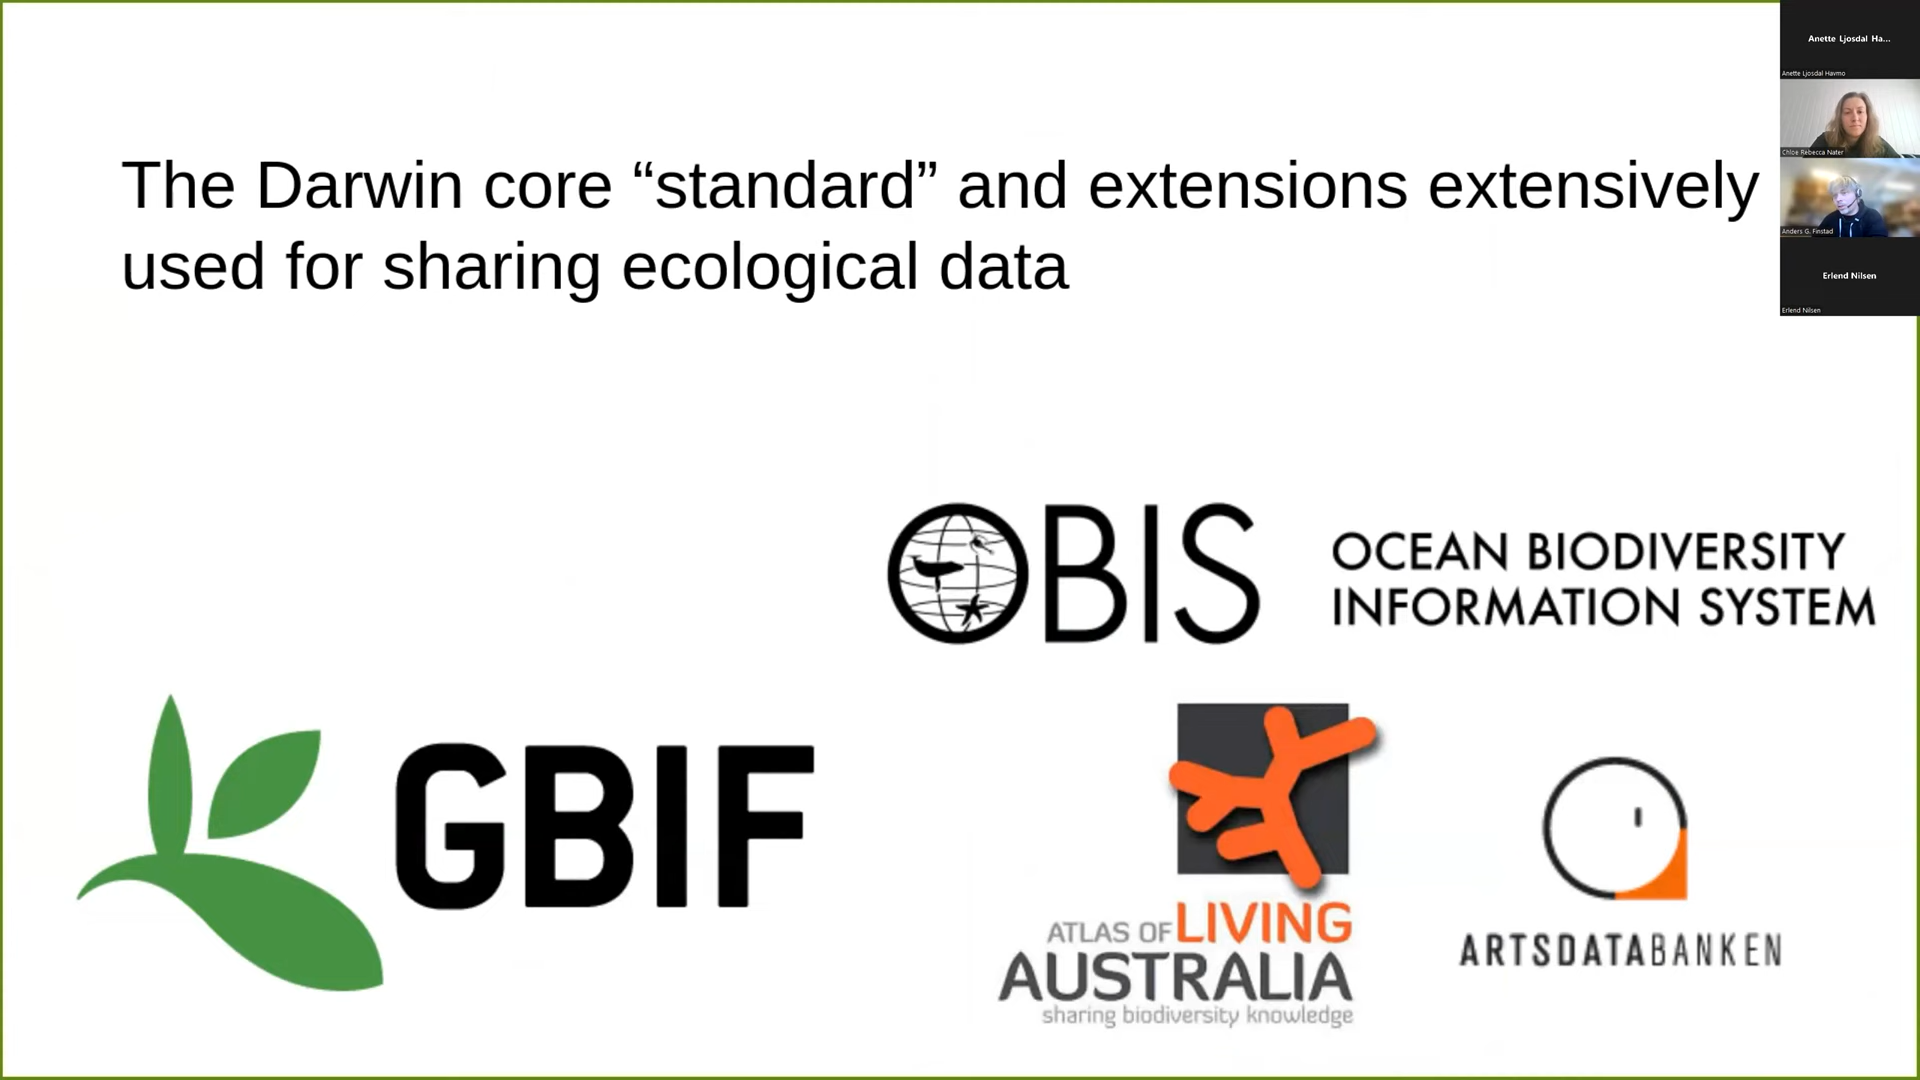 The Darwin core “standard” and extensions extensively
used for sharing ecological data
OBIS
OCEAN BIODIVERSITY
INFORMATION SYSTEM
GBIF
ATLAS OF LIVING
AUSTRALIA
sharing biodiversity knowledge
ARTSDATABANKEN
Anette Ljosdal Ha...
Anette Ljosdal Havmo
Chloe Rebecca Nater
Anders G. Finstad
Erlend Nilsen
Erlend Nilsen